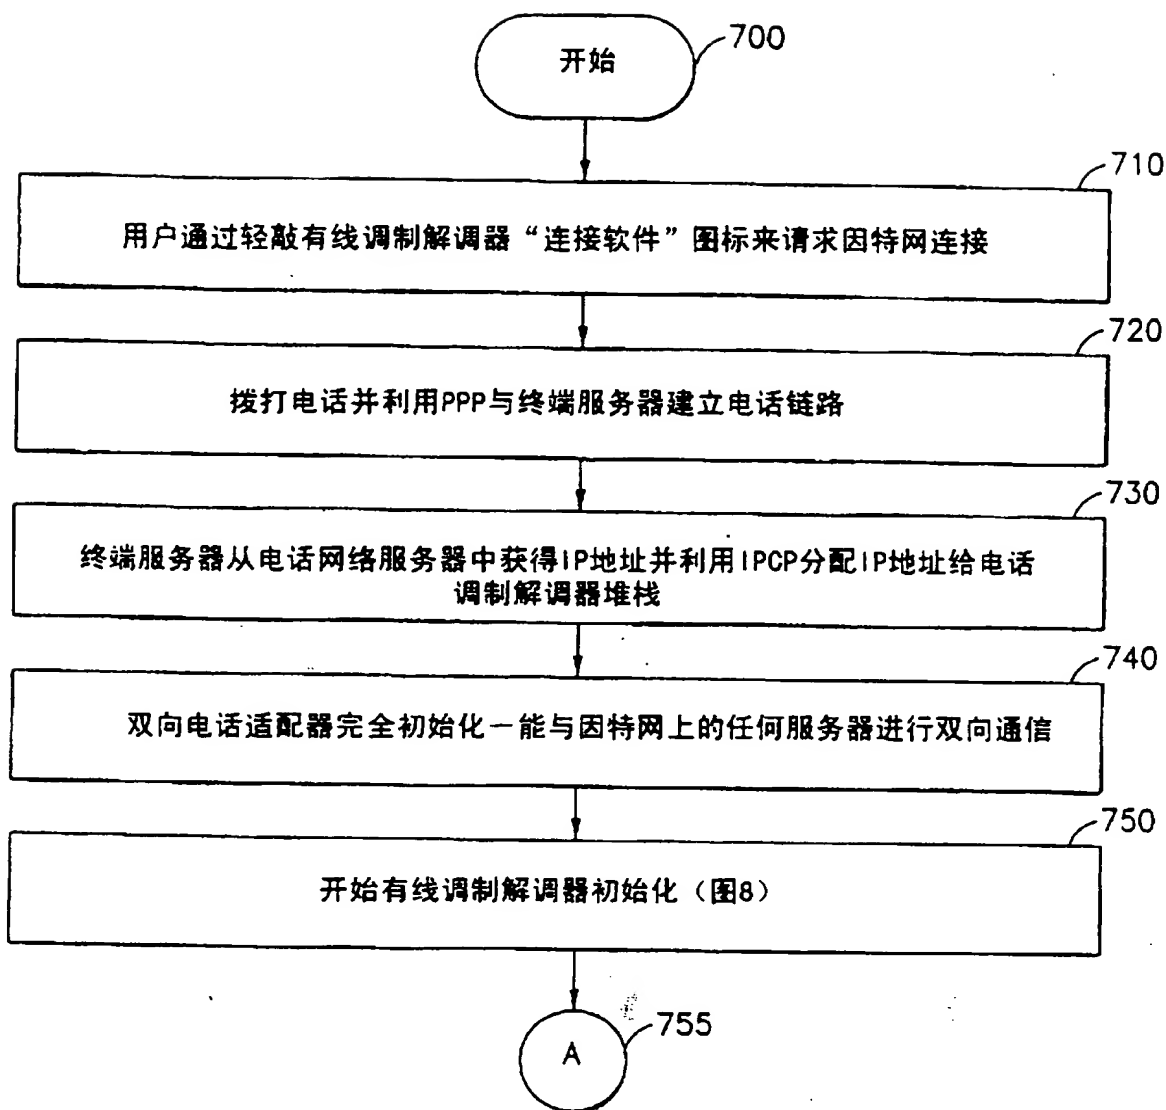 开始
700
710
用户通过轻敲有线调制解调器“连接软件”图标来请求因特网连接
720
拨打电话并利用PPP与终端服务器建立电话链路
730
终端服务器从电话网络服务器中获得IP地址并利用IPCP分配IP地址给电话
调制解调器堆栈
740
双向电话适配器完全初始化—能与因特网上的任何服务器进行双向通信
750
开始有线调制解调器初始化（图8）
755
A